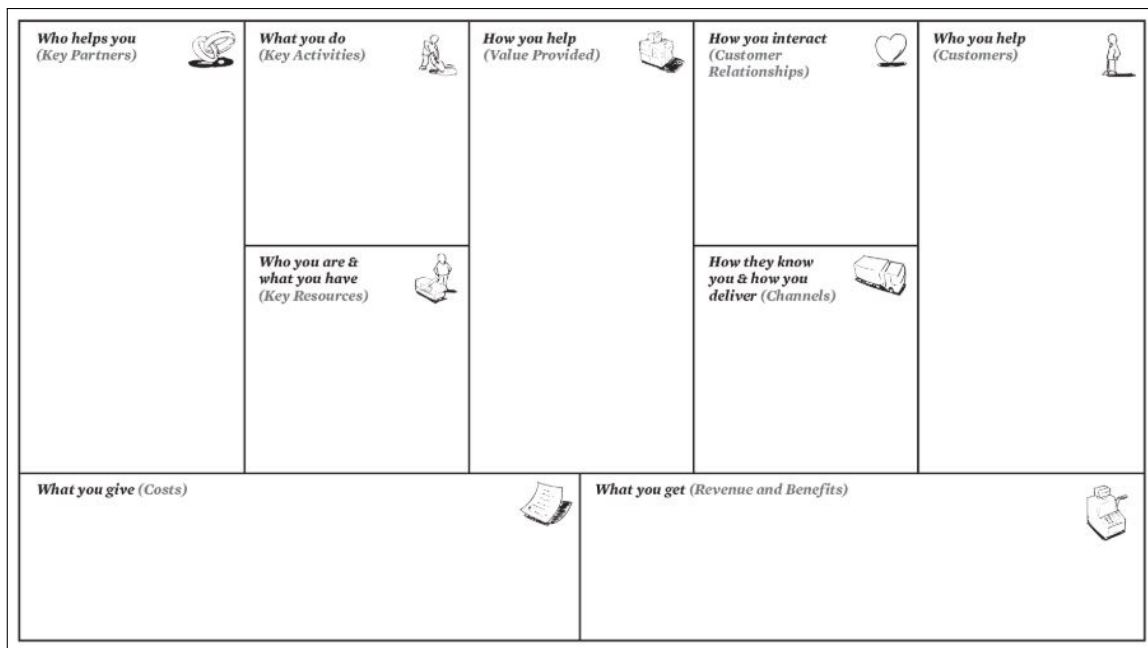 Who helps you
(Key Partners)
What you do
(Key Activities)
How you help
(Value Provided)
How you interact
(Customer
Relationships)
Who you help
(Customers)
Who you are &
what you have
(Key Resources)
How they know
you & how you
deliver (Channels)
What you give (Costs)
What you get (Revenue and Benefits)